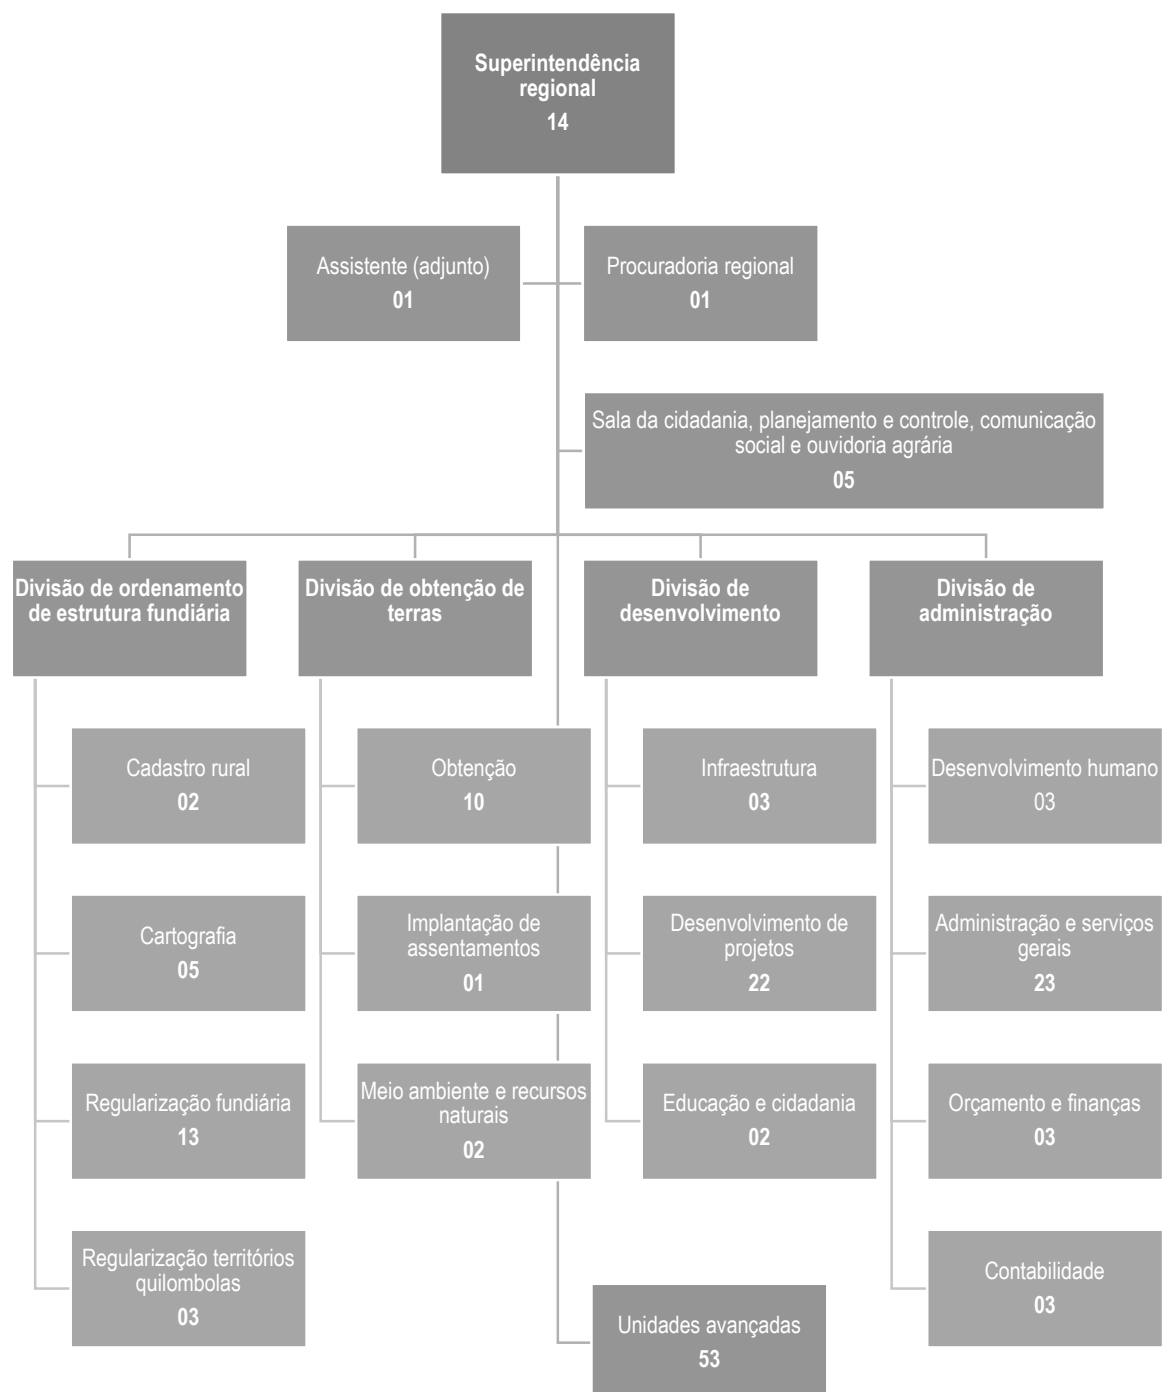 Superintendência
regional
14
Assistente (adjunto)
01
Procuradoria regional
01
Sala da cidadania, planejamento e controle, comunicação
social e ouvidoria agrária
05
Divisão de ordenamento
de estrutura fundiária
Divisão de obtenção de
terras
Divisão de
desenvolvimento
Divisão de
administração
Cadastro rural
02
Obtenção
10
Infraestrutura
03
Desenvolvimento humano
03
Cartografia
05
Implantação de
assentamentos
01
Desenvolvimento de
projetos
22
Administração e serviços
gerais
23
Regularização fundiária
13
Meio ambiente e recursos
naturais
02
Educação e cidadania
02
Orçamento e finanças
03
Regularização territórios
quilombolas
03
Contabilidade
03
Unidades avançadas
53